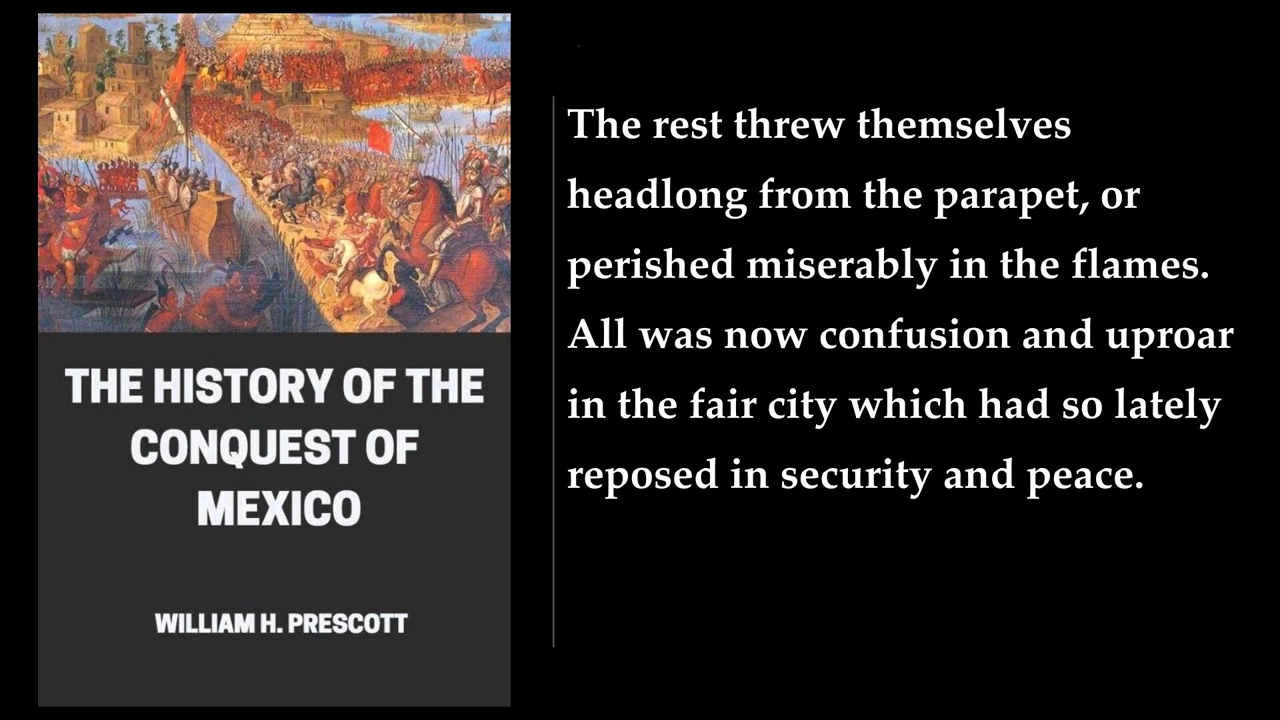 THE HISTORY OF THE
CONQUEST OF
MEXICO
WILLIAM H. PRESCOTT
The rest threw themselves
headlong from the parapet, or
perished miserably in the flames.
All was now confusion and uproar
in the fair city which had so lately
reposed in security and peace.